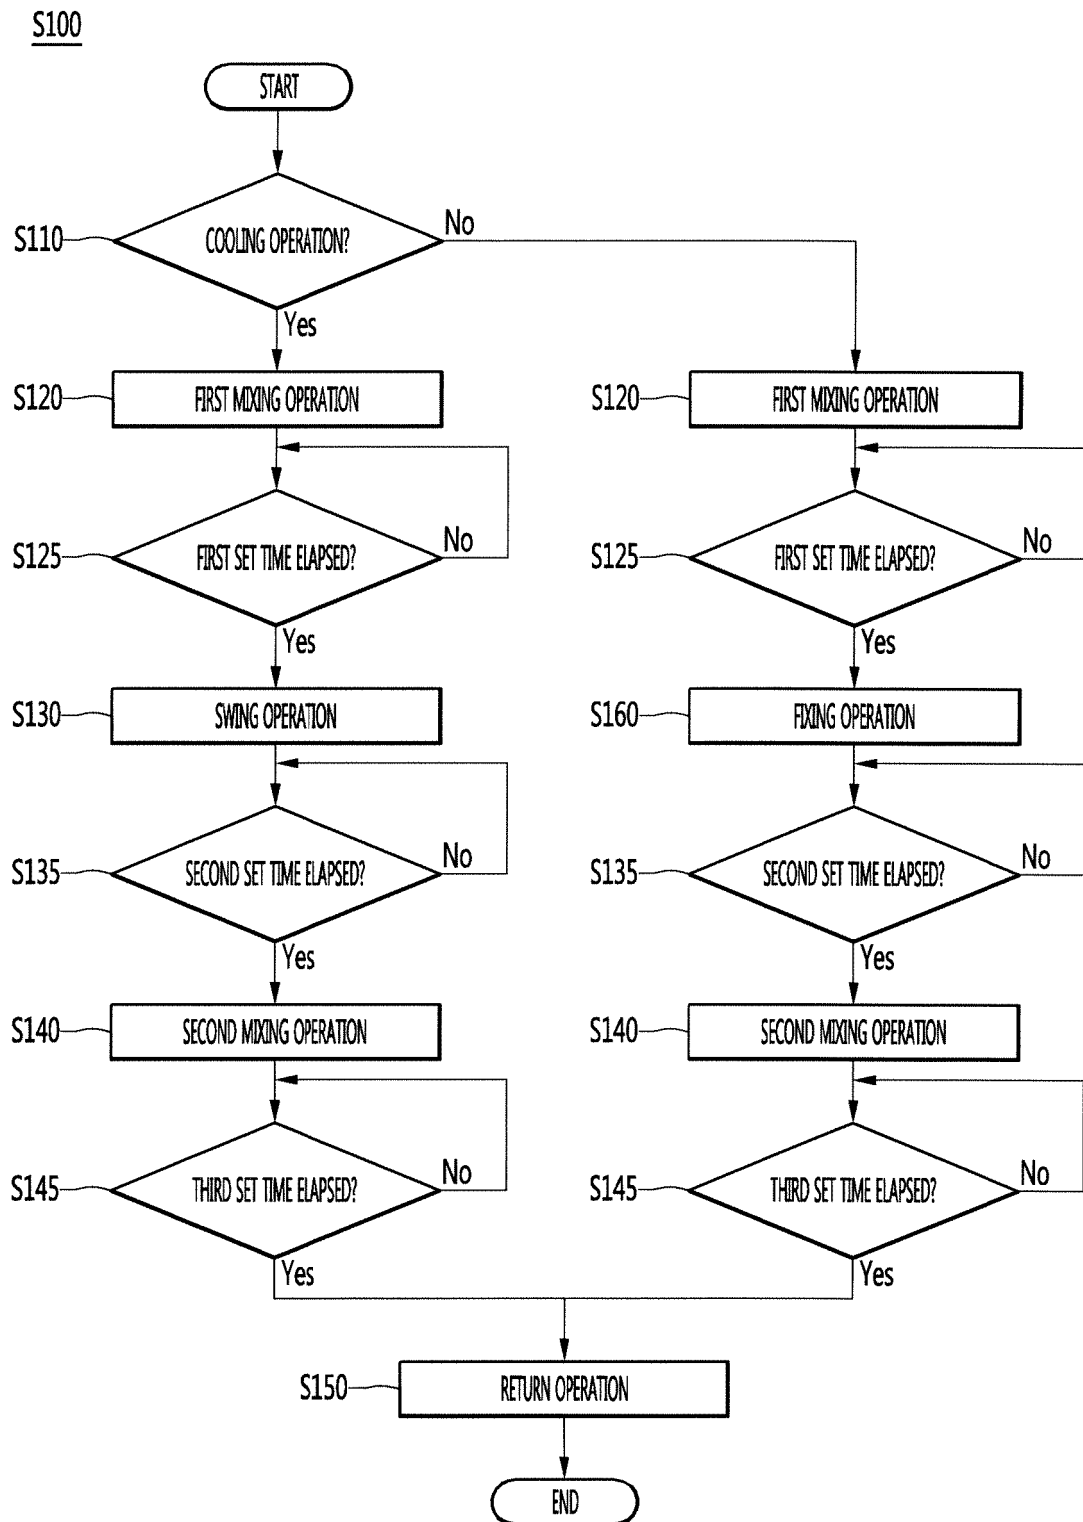 S100
START
S110
COOLING OPERATION?
No
Yes
S120
FIRST MIXING OPERATION
S120
FIRST MIXING OPERATION
S125
FIRST SET TIME ELAPSED?
No
S125
FIRST SET TIME ELAPSED?
No
Yes
Yes
S130
SWING OPERATION
S160
FIXING OPERATION
S135
SECOND SET TIME ELAPSED?
No
S135
SECOND SET TIME ELAPSED?
No
Yes
Yes
S140
SECOND MIXING OPERATION
S140
SECOND MIXING OPERATION
S145
THIRD SET TIME ELAPSED?
No
S145
THIRD SET TIME ELAPSED?
No
Yes
Yes
S150
RETURN OPERATION
END